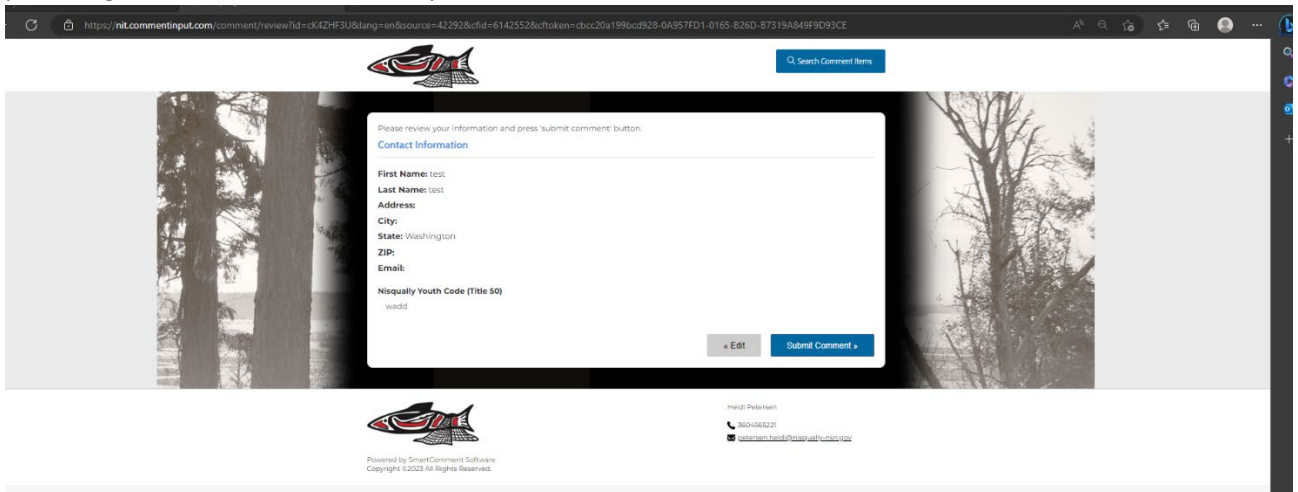 https://nit.commentinput.com/comment/review?id=cK4ZHF3U&lang=en&source=42292&cfid=6142552&cftoken=cbcc20a199bcd928-0A957FD1-0165-826D-B7319A849F9D93CE
Search Comment Items
Please review your information and press 'submit comment' button.
Contact Information
First Name: test
Last Name: test
Address:
City:
State: Washington
ZIP:
Email:
Nisqually Youth Code (Title 50)
wadd
« Edit
Submit Comment »
Heidi Petersen
3604565221
petersen.heidi@nisqually-nsn.gov
Powered by SmartComment Software
Copyright ©2023 All Rights Reserved.